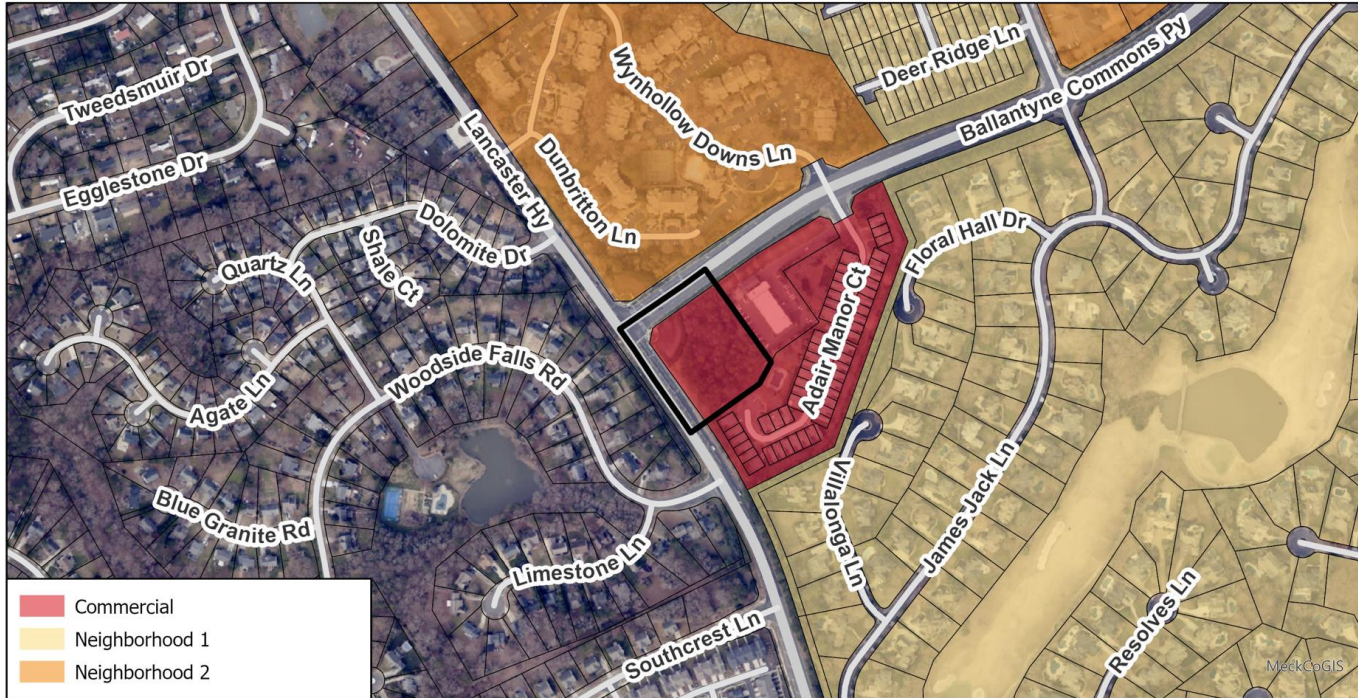 Tweedsmuir Dr
Egglestone Dr
Lancaster Hy
Wynhollow Downs Ln
Dunbritton Ln
Deer Ridge Ln
Ballantyne Commons Py
Dolomite Dr
Shale Ct
Quartz Ln
Agate Ln
Woodside Falls Rd
Blue Granite Rd
Limestone Ln
Southcrest Ln
Adair Manor Ct
Floral Hall Dr
Villalonga Ln
James Jack Ln
Resolves Ln
Commercial
Neighborhood 1
Neighborhood 2
MeckCoGIS